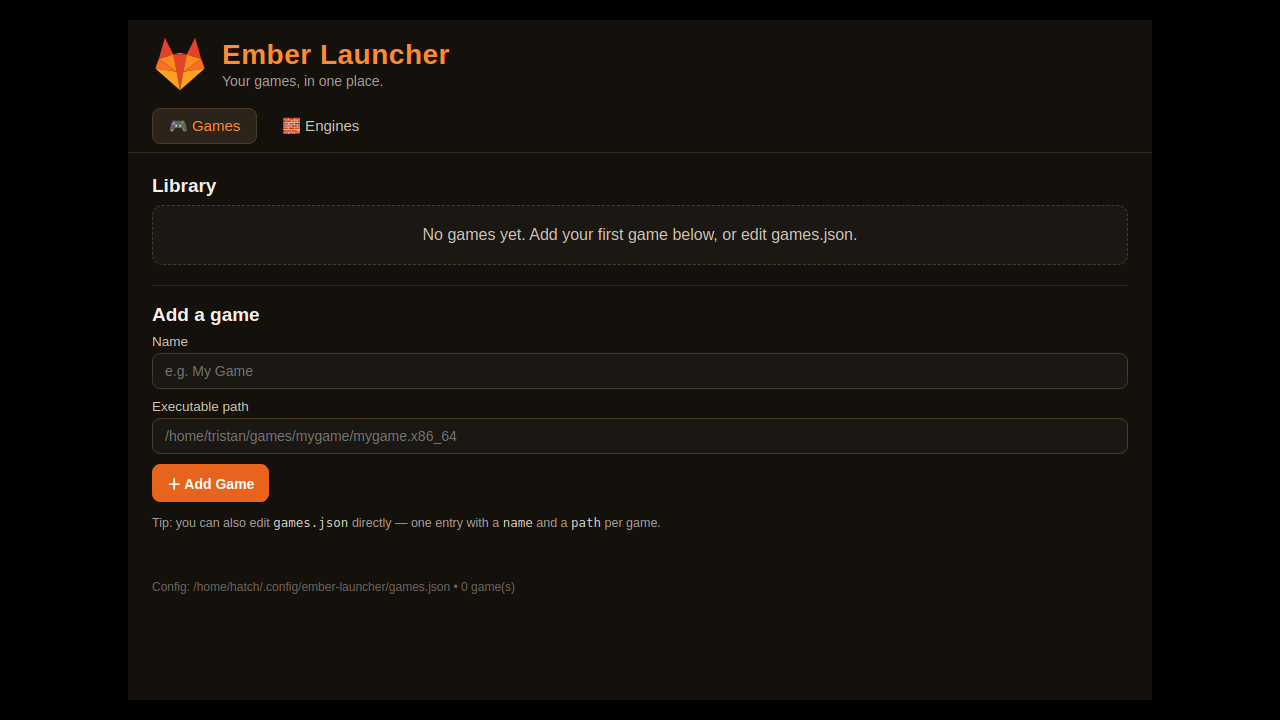 Ember Launcher
Your games, in one place.
🎮 Games 🧱 Engines
Library
No games yet. Add your first game below, or edit games.json.
Add a game
Name
e.g. My Game
Executable path
/home/tristan/games/mygame/mygame.x86_64
+ Add Game
Tip: you can also edit games.json directly — one entry with a name and a path per game.
Config: /home/hatch/.config/ember-launcher/games.json • 0 game(s)